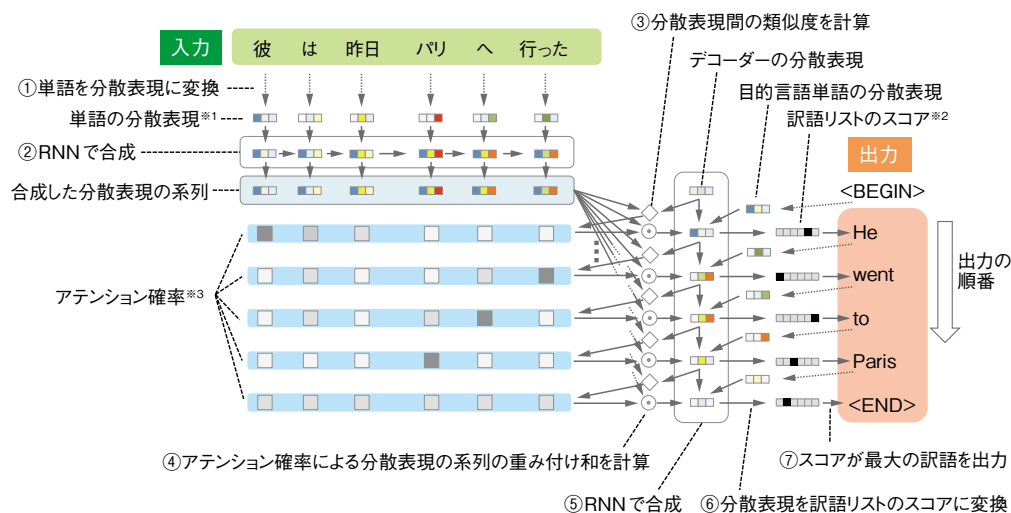 ③分散表現間の類似度を計算
入力
彼 は 昨日 パリ へ 行った
デコーダーの分散表現
①単語を分散表現に変換
目的言語単語の分散表現
単語の分散表現※1
訳語リストのスコア※2
②RNNで合成
出力
合成した分散表現の系列
<BEGIN>
He
went
to
Paris
<END>
出力の
順番
アテンション確率※3
④アテンション確率による分散表現の系列の重み付け和を計算
⑦スコアが最大の訳語を出力
⑤RNNで合成
⑥分散表現を訳語リストのスコアに変換